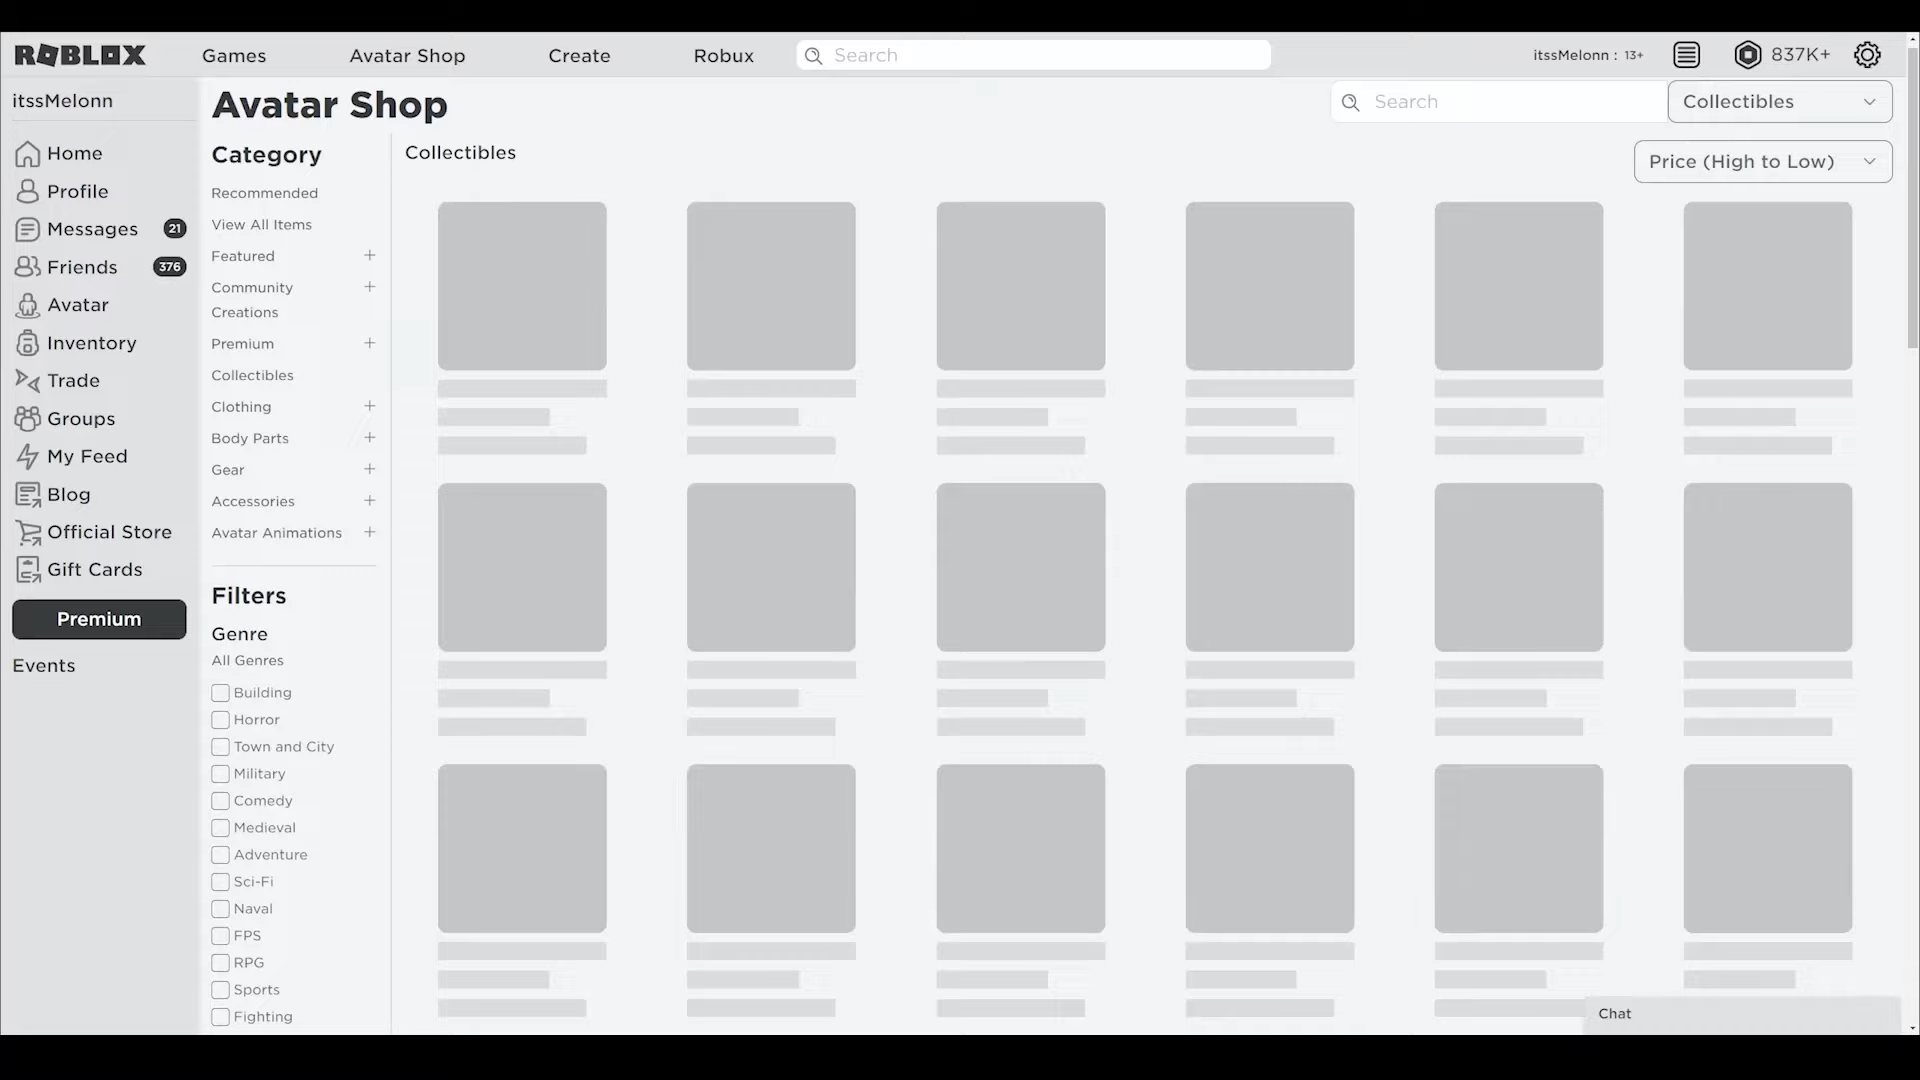 ROBLOX
Games
Avatar Shop
Create
Robux
Search
itssMelonn : 13+
837K+
itssMelonn
Home
Profile
Messages 21
Friends 376
Avatar
Inventory
Trade
Groups
My Feed
Blog
Official Store
Gift Cards
Premium
Events
Avatar Shop
Search
Collectibles
Category
Recommended
View All Items
Featured +
Community +
Creations
Premium +
Collectibles
Clothing +
Body Parts +
Gear +
Accessories +
Avatar Animations +
Filters
Genre
All Genres
Building
Horror
Town and City
Military
Comedy
Medieval
Adventure
Sci-Fi
Naval
FPS
RPG
Sports
Fighting
Collectibles
Price (High to Low)
Chat